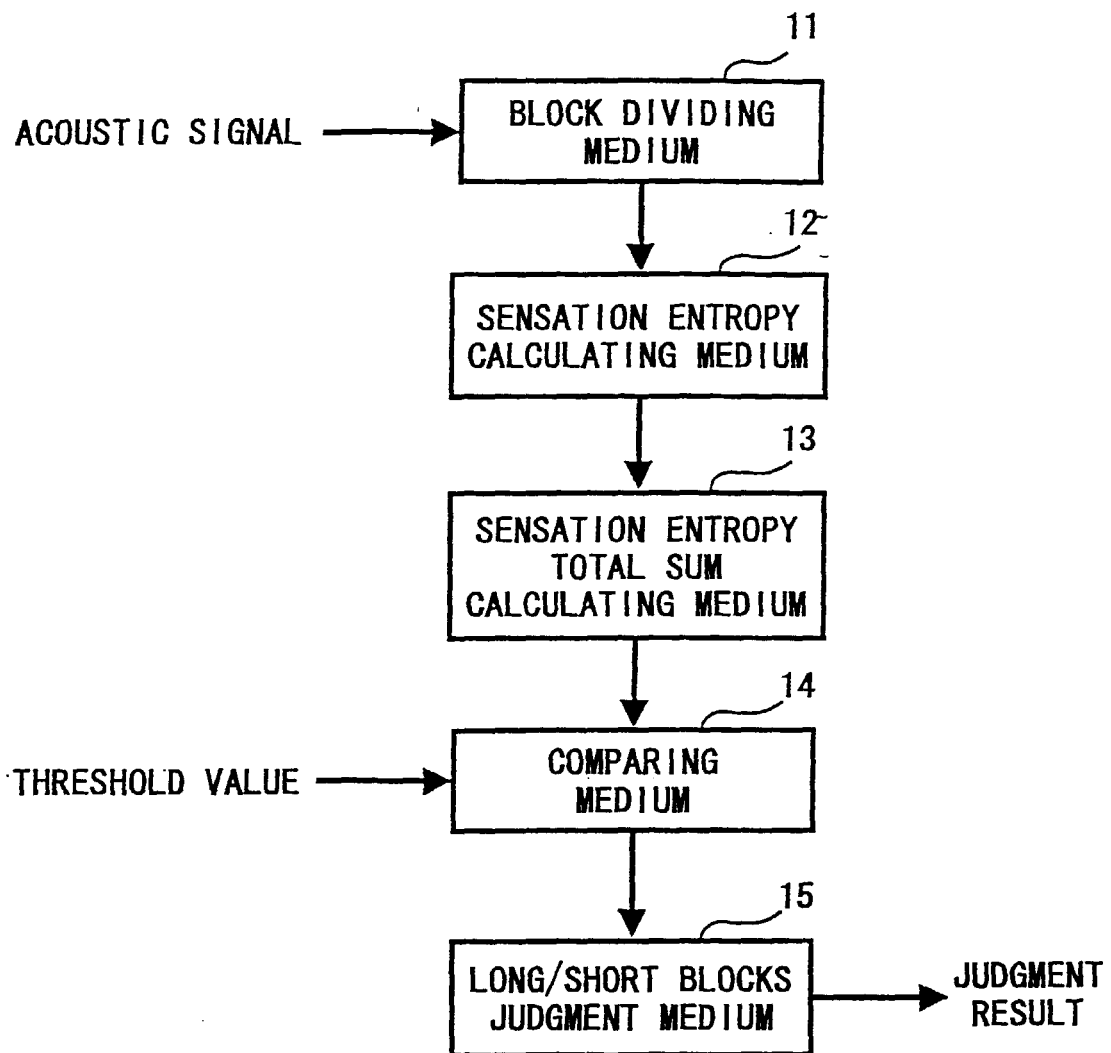 11
ACOUSTIC SIGNAL
BLOCK DIVIDING
MEDIUM
12
SENSATION ENTROPY
CALCULATING MEDIUM
13
SENSATION ENTROPY
TOTAL SUM
CALCULATING MEDIUM
14
THRESHOLD VALUE
COMPARING
MEDIUM
15
LONG/SHORT BLOCKS
JUDGMENT MEDIUM
JUDGMENT
RESULT